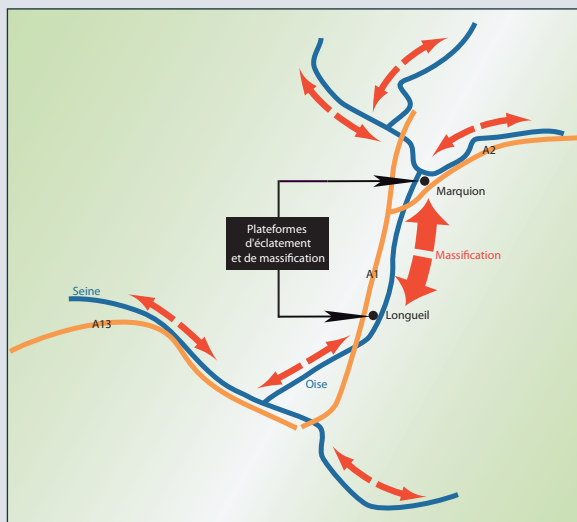 A2
Marquion
Plateformes
d'éclatement
et de massification
Massification
A1
Seine
Longueil
A13
Oise